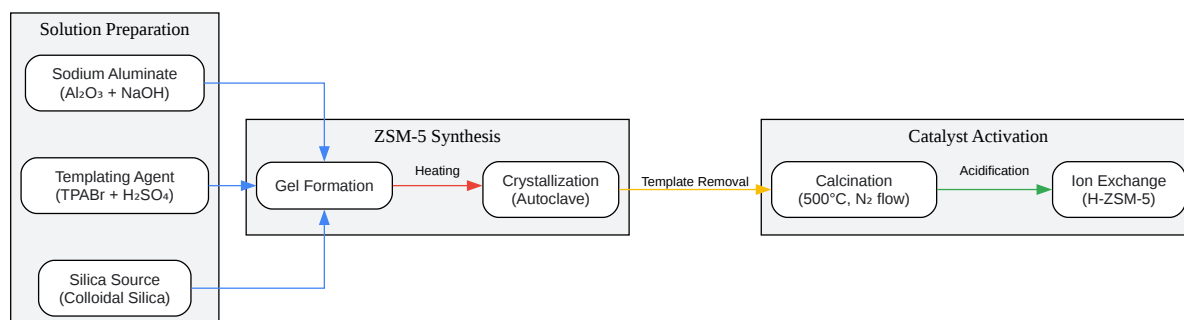 Solution Preparation
Sodium Aluminate
(Al₂O₃ + NaOH)
Templating Agent
(TPABr + H₂SO₄)
Silica Source
(Colloidal Silica)
ZSM-5 Synthesis
Gel Formation
Heating
Crystallization
(Autoclave)
Template Removal
Catalyst Activation
Calcination
(500°C, N₂ flow)
Acidification
Ion Exchange
(H-ZSM-5)